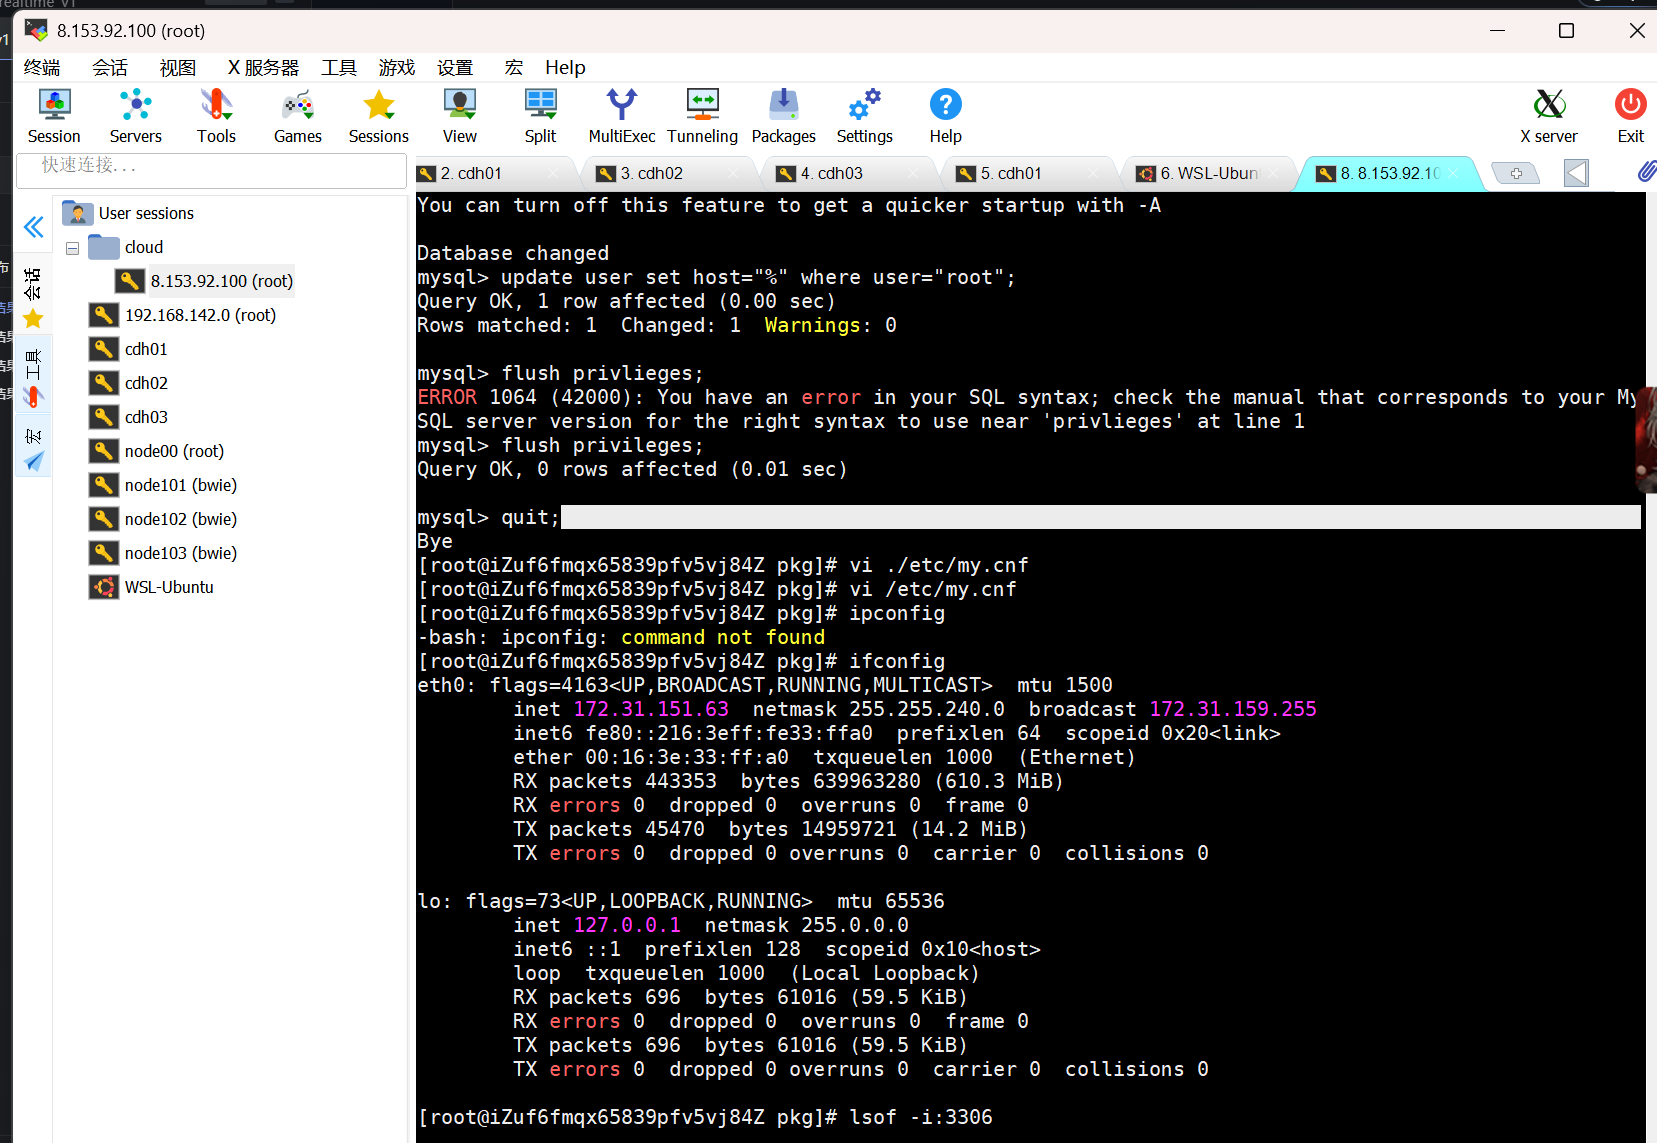 realtime_v1
8.153.92.100 (root)
终端 会话 视图 X 服务器 工具 游戏 设置 宏 Help
Session Servers Tools Games Sessions View Split MultiExec Tunneling Packages Settings Help X server Exit
快速连接...
2. cdh01 3. cdh02 4. cdh03 5. cdh01 6. WSL-Ubun 8. 8.153.92.10
会话
工具
宏
User sessions
cloud
8.153.92.100 (root)
192.168.142.0 (root)
cdh01
cdh02
cdh03
node00 (root)
node101 (bwie)
node102 (bwie)
node103 (bwie)
WSL-Ubuntu
You can turn off this feature to get a quicker startup with -A
Database changed
mysql> update user set host="%" where user="root";
Query OK, 1 row affected (0.00 sec)
Rows matched: 1  Changed: 1  Warnings: 0
mysql> flush privlieges;
ERROR 1064 (42000): You have an error in your SQL syntax; check the manual that corresponds to your My
SQL server version for the right syntax to use near 'privlieges' at line 1
mysql> flush privileges;
Query OK, 0 rows affected (0.01 sec)
mysql> quit;
Bye
[root@iZuf6fmqx65839pfv5vj84Z pkg]# vi ./etc/my.cnf
[root@iZuf6fmqx65839pfv5vj84Z pkg]# vi /etc/my.cnf
[root@iZuf6fmqx65839pfv5vj84Z pkg]# ipconfig
-bash: ipconfig: command not found
[root@iZuf6fmqx65839pfv5vj84Z pkg]# ifconfig
eth0: flags=4163<UP,BROADCAST,RUNNING,MULTICAST>  mtu 1500
inet 172.31.151.63  netmask 255.255.240.0  broadcast 172.31.159.255
inet6 fe80::216:3eff:fe33:ffa0  prefixlen 64  scopeid 0x20<link>
ether 00:16:3e:33:ff:a0  txqueuelen 1000  (Ethernet)
RX packets 443353  bytes 639963280 (610.3 MiB)
RX errors 0  dropped 0  overruns 0  frame 0
TX packets 45470  bytes 14959721 (14.2 MiB)
TX errors 0  dropped 0 overruns 0  carrier 0  collisions 0
lo: flags=73<UP,LOOPBACK,RUNNING>  mtu 65536
inet 127.0.0.1  netmask 255.0.0.0
inet6 ::1  prefixlen 128  scopeid 0x10<host>
loop  txqueuelen 1000  (Local Loopback)
RX packets 696  bytes 61016 (59.5 KiB)
RX errors 0  dropped 0  overruns 0  frame 0
TX packets 696  bytes 61016 (59.5 KiB)
TX errors 0  dropped 0 overruns 0  carrier 0  collisions 0
[root@iZuf6fmqx65839pfv5vj84Z pkg]# lsof -i:3306